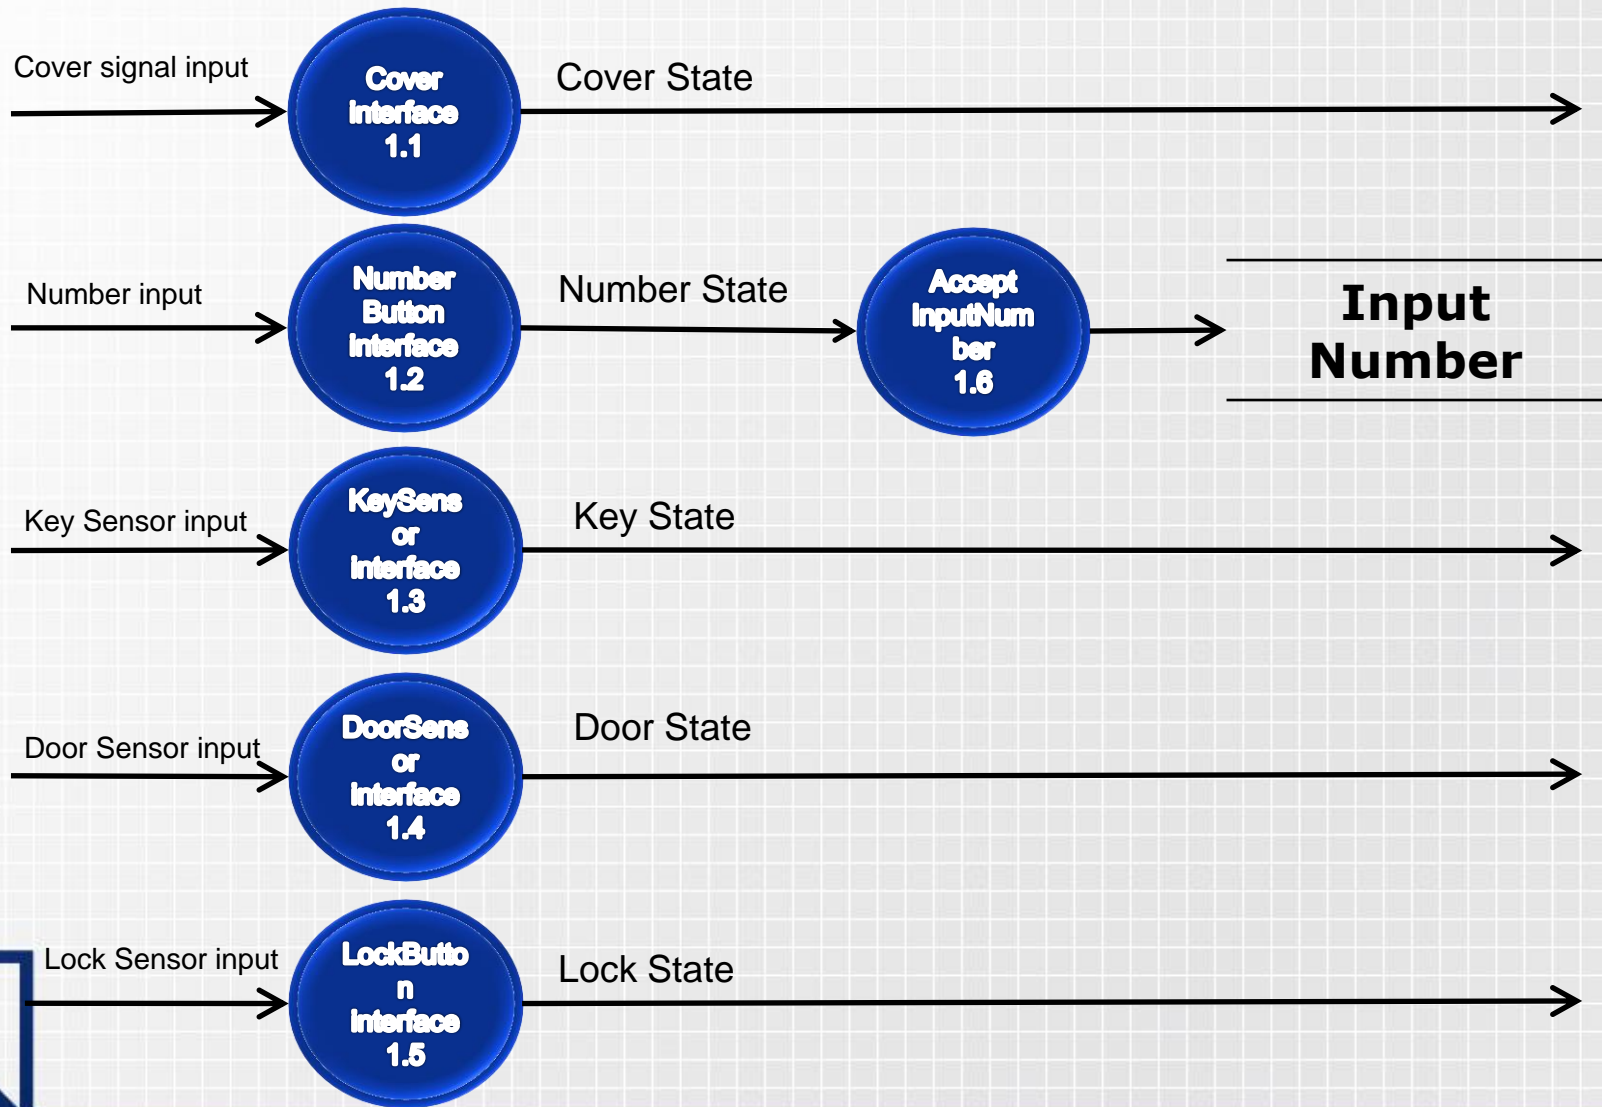 Cover signal input
Cover
interface
1.1
Cover State
Number input
Number
Button
interface
1.2
Number State
Accept
InputNum
ber
1.6
Input
Number
Key Sensor input
KeySens
or
interface
1.3
Key State
Door Sensor input
DoorSens
or
interface
1.4
Door State
Lock Sensor input
LockButto
n
interface
1.5
Lock State